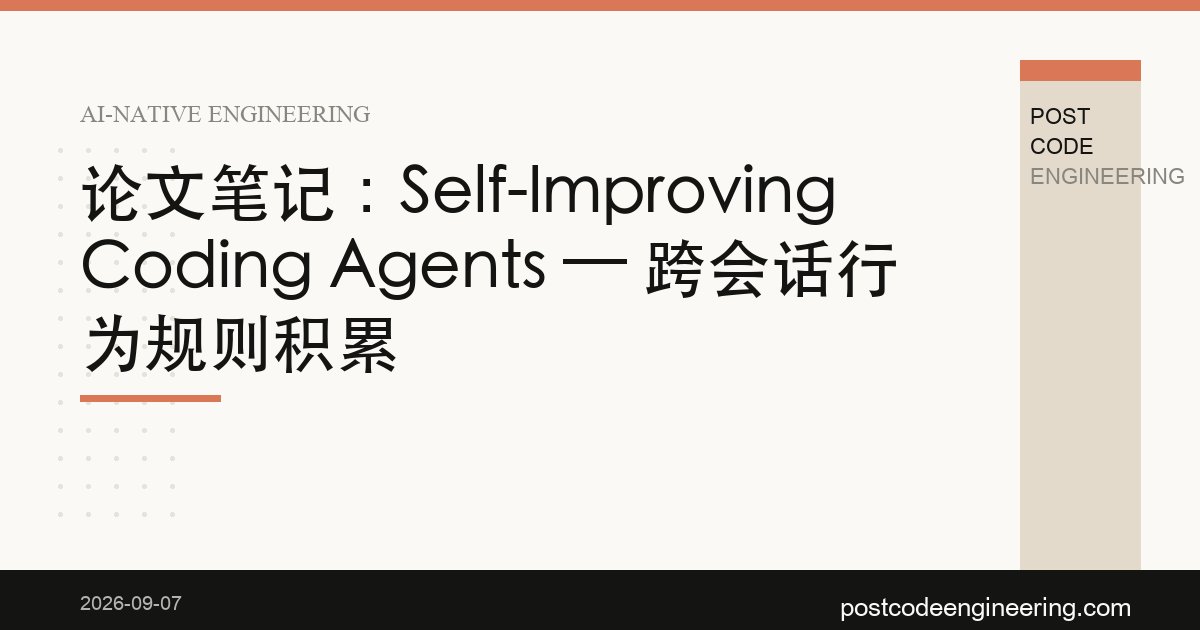 AI-NATIVE ENGINEERING
论文笔记：Self-Improving
Coding Agents — 跨会话行
为规则积累
POST
CODE
ENGINEERING
2026-09-07
postcodeengineering.com